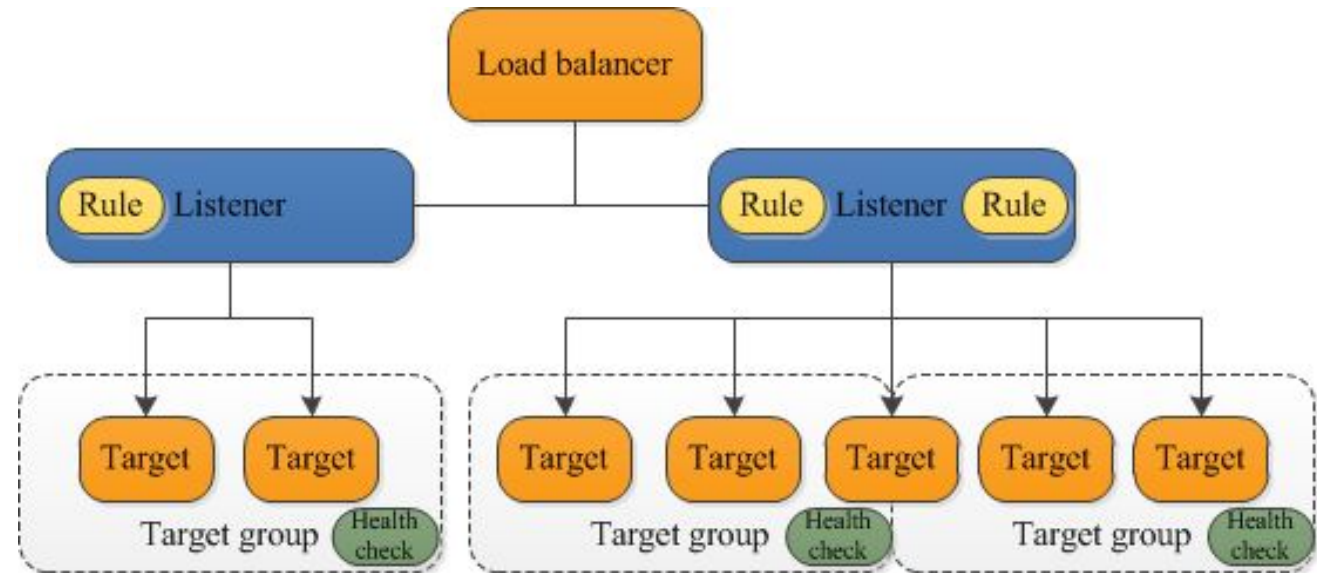 Load balancer
Rule Listener
Rule Listener Rule
Target
Target
Target
Target
Target
Target
Target
Target group
Health
check
Target group
Health
check
Target group
Health
check